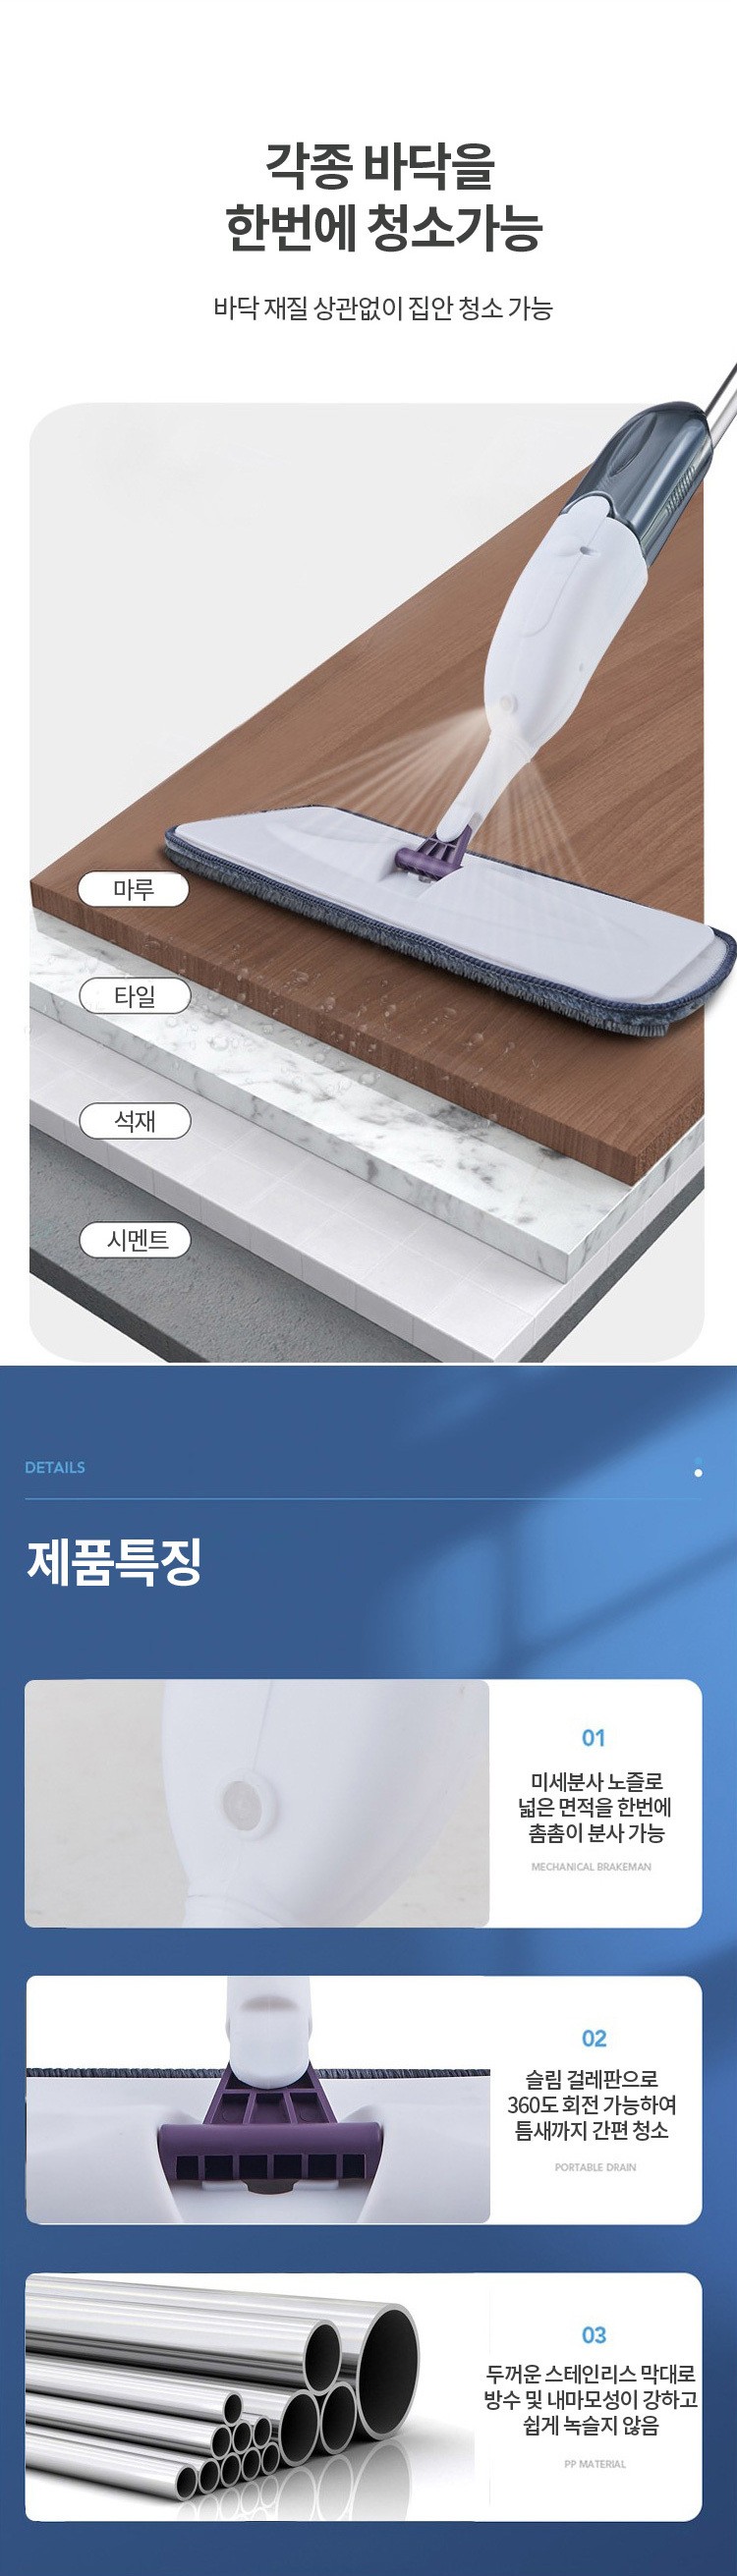 각종 바닥을
한번에 청소가능
바닥 재질 상관없이 집안 청소 가능
마루
타일
석재
시멘트
DETAILS
제품특징
01
미세분사 노즐로
넓은 면적을 한번에
촘촘이 분사 가능
MECHANICAL BRAKEMAN
02
슬림 걸레판으로
360도 회전 가능하여
틈새까지 간편 청소
PORTABLE DRAIN
03
두꺼운 스테인리스 막대로
방수 및 내마모성이 강하고
쉽게 녹슬지 않음
PP MATERIAL